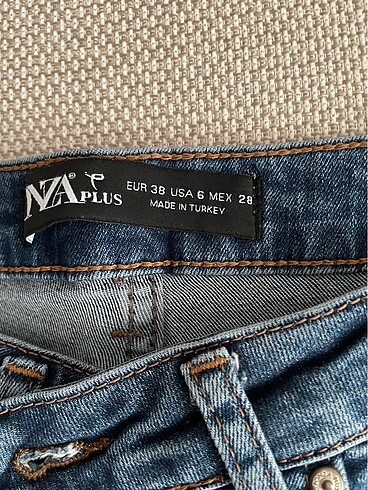 NZA® PLUS
EUR 38 USA 6 MEX 28
MADE IN TURKEY